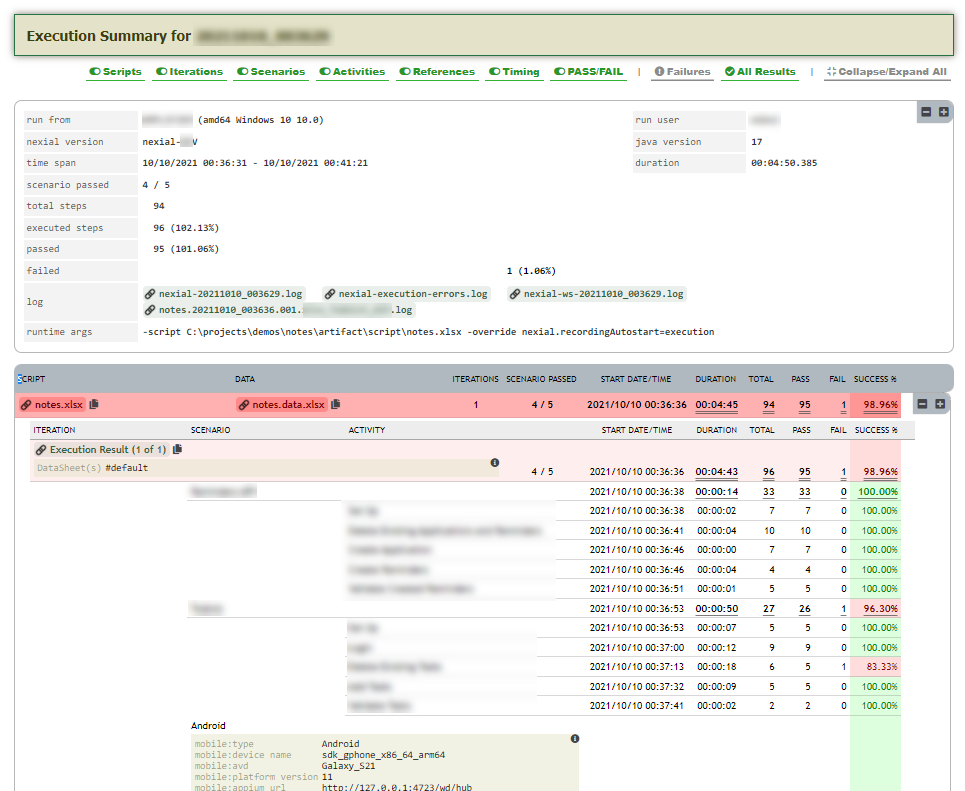 Execution Summary for
Scripts Iterations Scenarios Activities References Timing PASS/FAIL | Failures All Results | Collapse/Expand All
run from (amd64 Windows 10 10.0) run user
nexial version nexial- V java version 17
time span 10/10/2021 00:36:31 - 10/10/2021 00:41:21 duration 00:04:50.385
scenario passed 4 / 5
total steps 94
executed steps 96 (102.13%)
passed 95 (101.06%)
failed 1 (1.06%)
log nexial-20211010_003629.log nexial-execution-errors.log nexial-ws-20211010_003629.log
notes.20211010_003636.001. .log
runtime args -script C:\projects\demos\notes\artifact\script\notes.xlsx -override nexial.recordingAutostart=execution
SCRIPT DATA ITERATIONS SCENARIO PASSED START DATE/TIME DURATION TOTAL PASS FAIL SUCCESS %
notes.xlsx notes.data.xlsx 1 4 / 5 2021/10/10 00:36:36 00:04:45 94 95 1 98.96%
ITERATION SCENARIO ACTIVITY START DATE/TIME DURATION TOTAL PASS FAIL SUCCESS %
Execution Result (1 of 1)
DataSheet(s) #default 4 / 5 2021/10/10 00:36:36 00:04:43 96 95 1 98.96%
2021/10/10 00:36:38 00:00:14 33 33 0 100.00%
2021/10/10 00:36:38 00:00:02 7 7 0 100.00%
2021/10/10 00:36:41 00:00:04 10 10 0 100.00%
2021/10/10 00:36:46 00:00:00 7 7 0 100.00%
2021/10/10 00:36:46 00:00:04 4 4 0 100.00%
2021/10/10 00:36:51 00:00:01 5 5 0 100.00%
2021/10/10 00:36:53 00:00:50 27 26 1 96.30%
2021/10/10 00:36:53 00:00:07 5 5 0 100.00%
2021/10/10 00:37:00 00:00:12 9 9 0 100.00%
2021/10/10 00:37:13 00:00:18 6 5 1 83.33%
2021/10/10 00:37:32 00:00:09 5 5 0 100.00%
2021/10/10 00:37:41 00:00:02 2 2 0 100.00%
Android
mobile:type Android
mobile:device name sdk_gphone_x86_64_arm64
mobile:avd Galaxy_S21
mobile:platform version 11
mobile:appium url http://127.0.0.1:4723/wd/hub